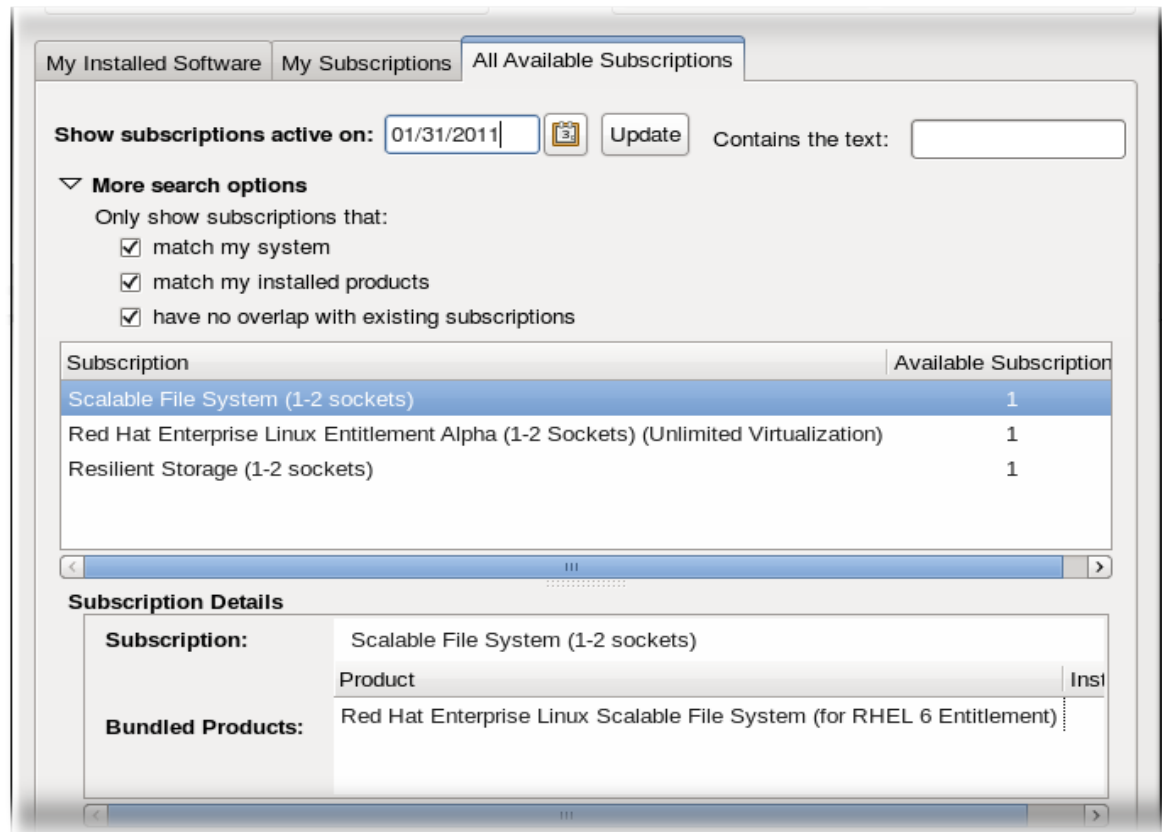 My Installed Software My Subscriptions All Available Subscriptions
Show subscriptions active on: 01/31/2011 Update Contains the text:
More search options
Only show subscriptions that:
match my system
match my installed products
have no overlap with existing subscriptions
Subscription Available Subscription
Scalable File System (1-2 sockets) 1
Red Hat Enterprise Linux Entitlement Alpha (1-2 Sockets) (Unlimited Virtualization) 1
Resilient Storage (1-2 sockets) 1
Subscription Details
Subscription: Scalable File System (1-2 sockets)
Product Inst
Bundled Products: Red Hat Enterprise Linux Scalable File System (for RHEL 6 Entitlement)